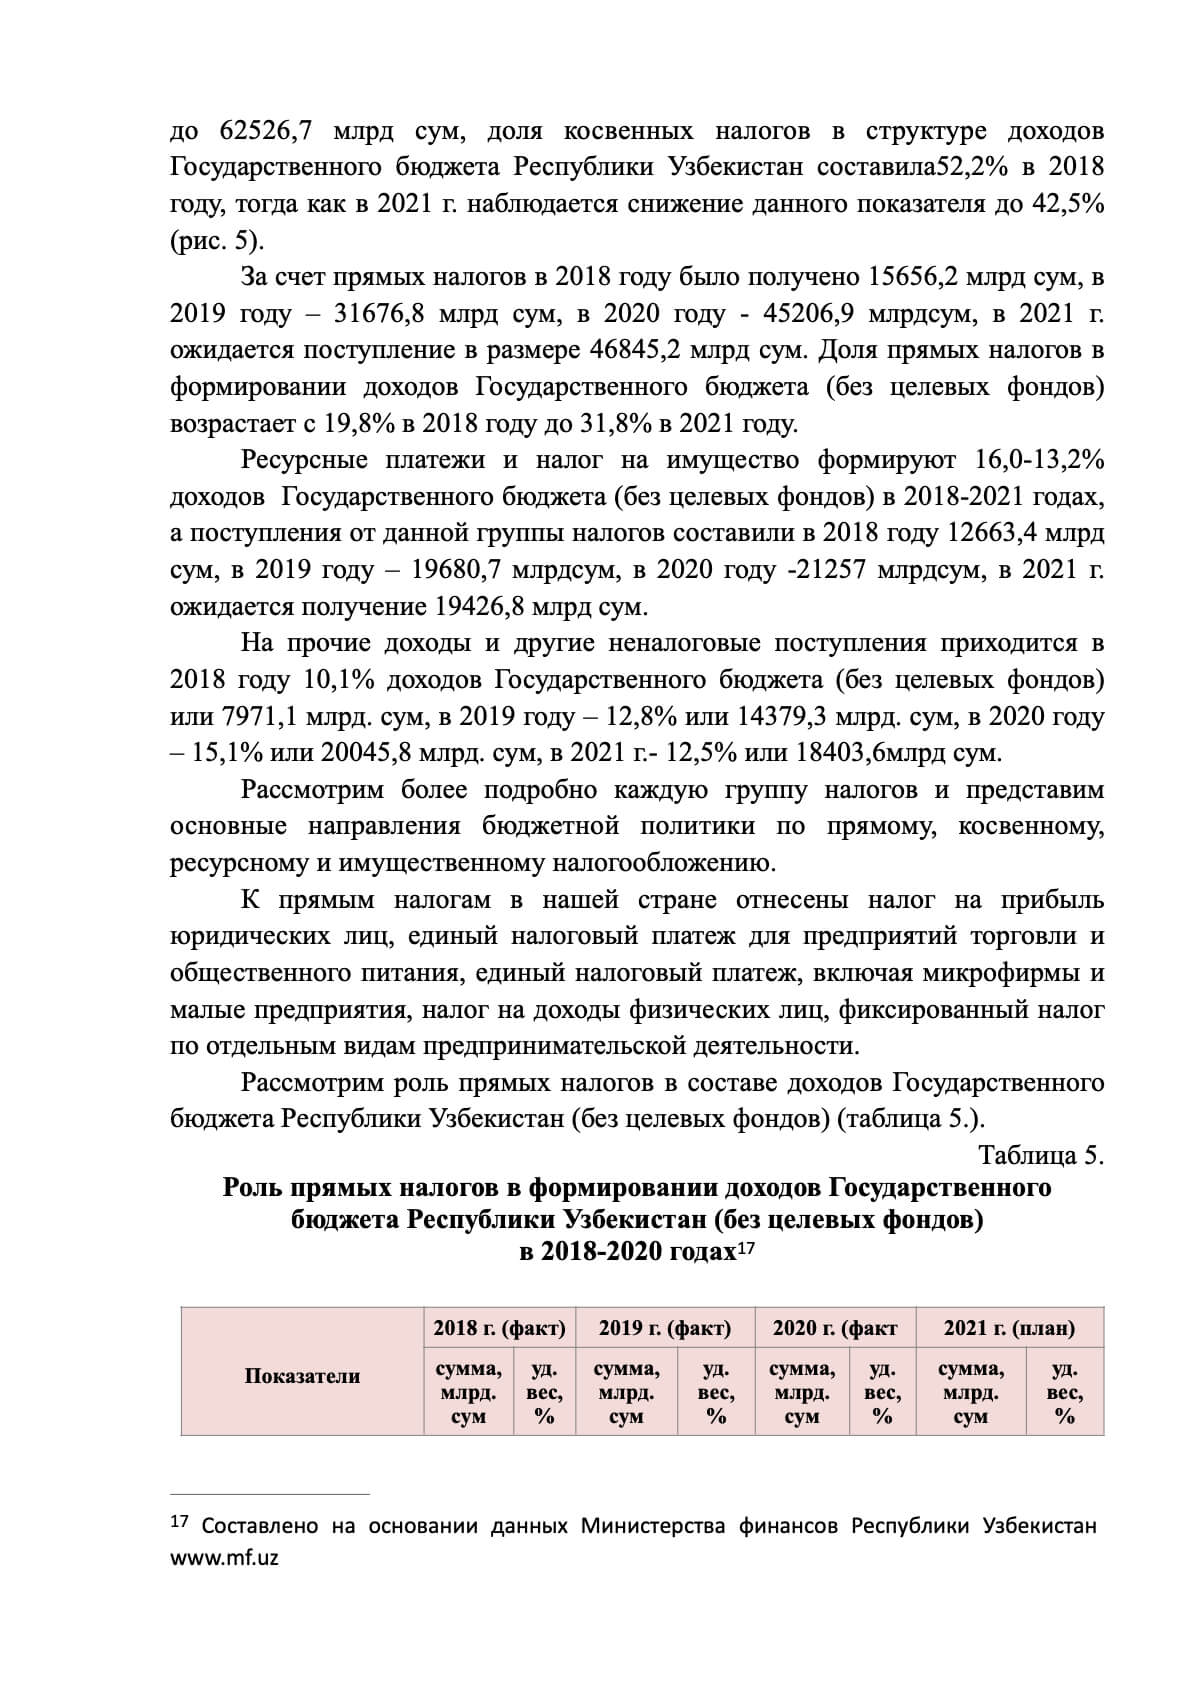 до 62526,7 млрд сум, доля косвенных налогов в структуре доходов
Государственного бюджета Республики Узбекистан составила52,2% в 2018
году, тогда как в 2021 г. наблюдается снижение данного показателя до 42,5%
(рис. 5).
За счет прямых налогов в 2018 году было получено 15656,2 млрд сум, в
2019 году – 31676,8 млрд сум, в 2020 году - 45206,9 млрдсум, в 2021 г.
ожидается поступление в размере 46845,2 млрд сум. Доля прямых налогов в
формировании доходов Государственного бюджета (без целевых фондов)
возрастает с 19,8% в 2018 году до 31,8% в 2021 году.
Ресурсные платежи и налог на имущество формируют 16,0-13,2%
доходов Государственного бюджета (без целевых фондов) в 2018-2021 годах,
а поступления от данной группы налогов составили в 2018 году 12663,4 млрд
сум, в 2019 году – 19680,7 млрдсум, в 2020 году -21257 млрдсум, в 2021 г.
ожидается получение 19426,8 млрд сум.
На прочие доходы и другие неналоговые поступления приходится в
2018 году 10,1% доходов Государственного бюджета (без целевых фондов)
или 7971,1 млрд. сум, в 2019 году – 12,8% или 14379,3 млрд. сум, в 2020 году
– 15,1% или 20045,8 млрд. сум, в 2021 г.- 12,5% или 18403,6млрд сум.
Рассмотрим более подробно каждую группу налогов и представим
основные направления бюджетной политики по прямому, косвенному,
ресурсному и имущественному налогообложению.
К прямым налогам в нашей стране отнесены налог на прибыль
юридических лиц, единый налоговый платеж для предприятий торговли и
общественного питания, единый налоговый платеж, включая микрофирмы и
малые предприятия, налог на доходы физических лиц, фиксированный налог
по отдельным видам предпринимательской деятельности.
Рассмотрим роль прямых налогов в составе доходов Государственного
бюджета Республики Узбекистан (без целевых фондов) (таблица 5.).
Таблица 5.
Роль прямых налогов в формировании доходов Государственного
бюджета Республики Узбекистан (без целевых фондов)
в 2018-2020 годах17
2018 г. (факт) 2019 г. (факт) 2020 г. (факт 2021 г. (план)
Показатели
сумма, уд. сумма, уд. сумма, уд. сумма, уд.
млрд. вес, млрд. вес, млрд. вес, млрд. вес,
сум % сум % сум % сум %
17 Составлено на основании данных Министерства финансов Республики Узбекистан
www.mf.uz